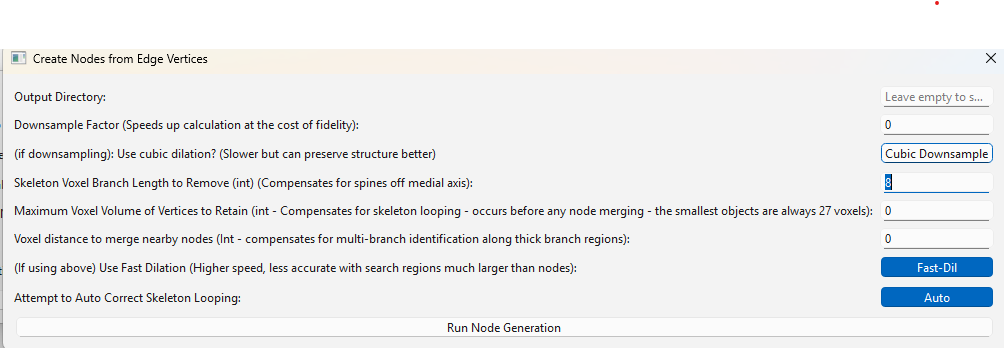 Create Nodes from Edge Vertices
Output Directory: Leave empty to s...
Downsample Factor (Speeds up calculation at the cost of fidelity): 0
(if downsampling): Use cubic dilation? (Slower but can preserve structure better) Cubic Downsample
Skeleton Voxel Branch Length to Remove (int) (Compensates for spines off medial axis): 8
Maximum Voxel Volume of Vertices to Retain (int - Compensates for skeleton looping - occurs before any node merging - the smallest objects are always 27 voxels): 0
Voxel distance to merge nearby nodes (Int - compensates for multi-branch identification along thick branch regions): 0
(If using above) Use Fast Dilation (Higher speed, less accurate with search regions much larger than nodes): Fast-Dil
Attempt to Auto Correct Skeleton Looping: Auto
Run Node Generation